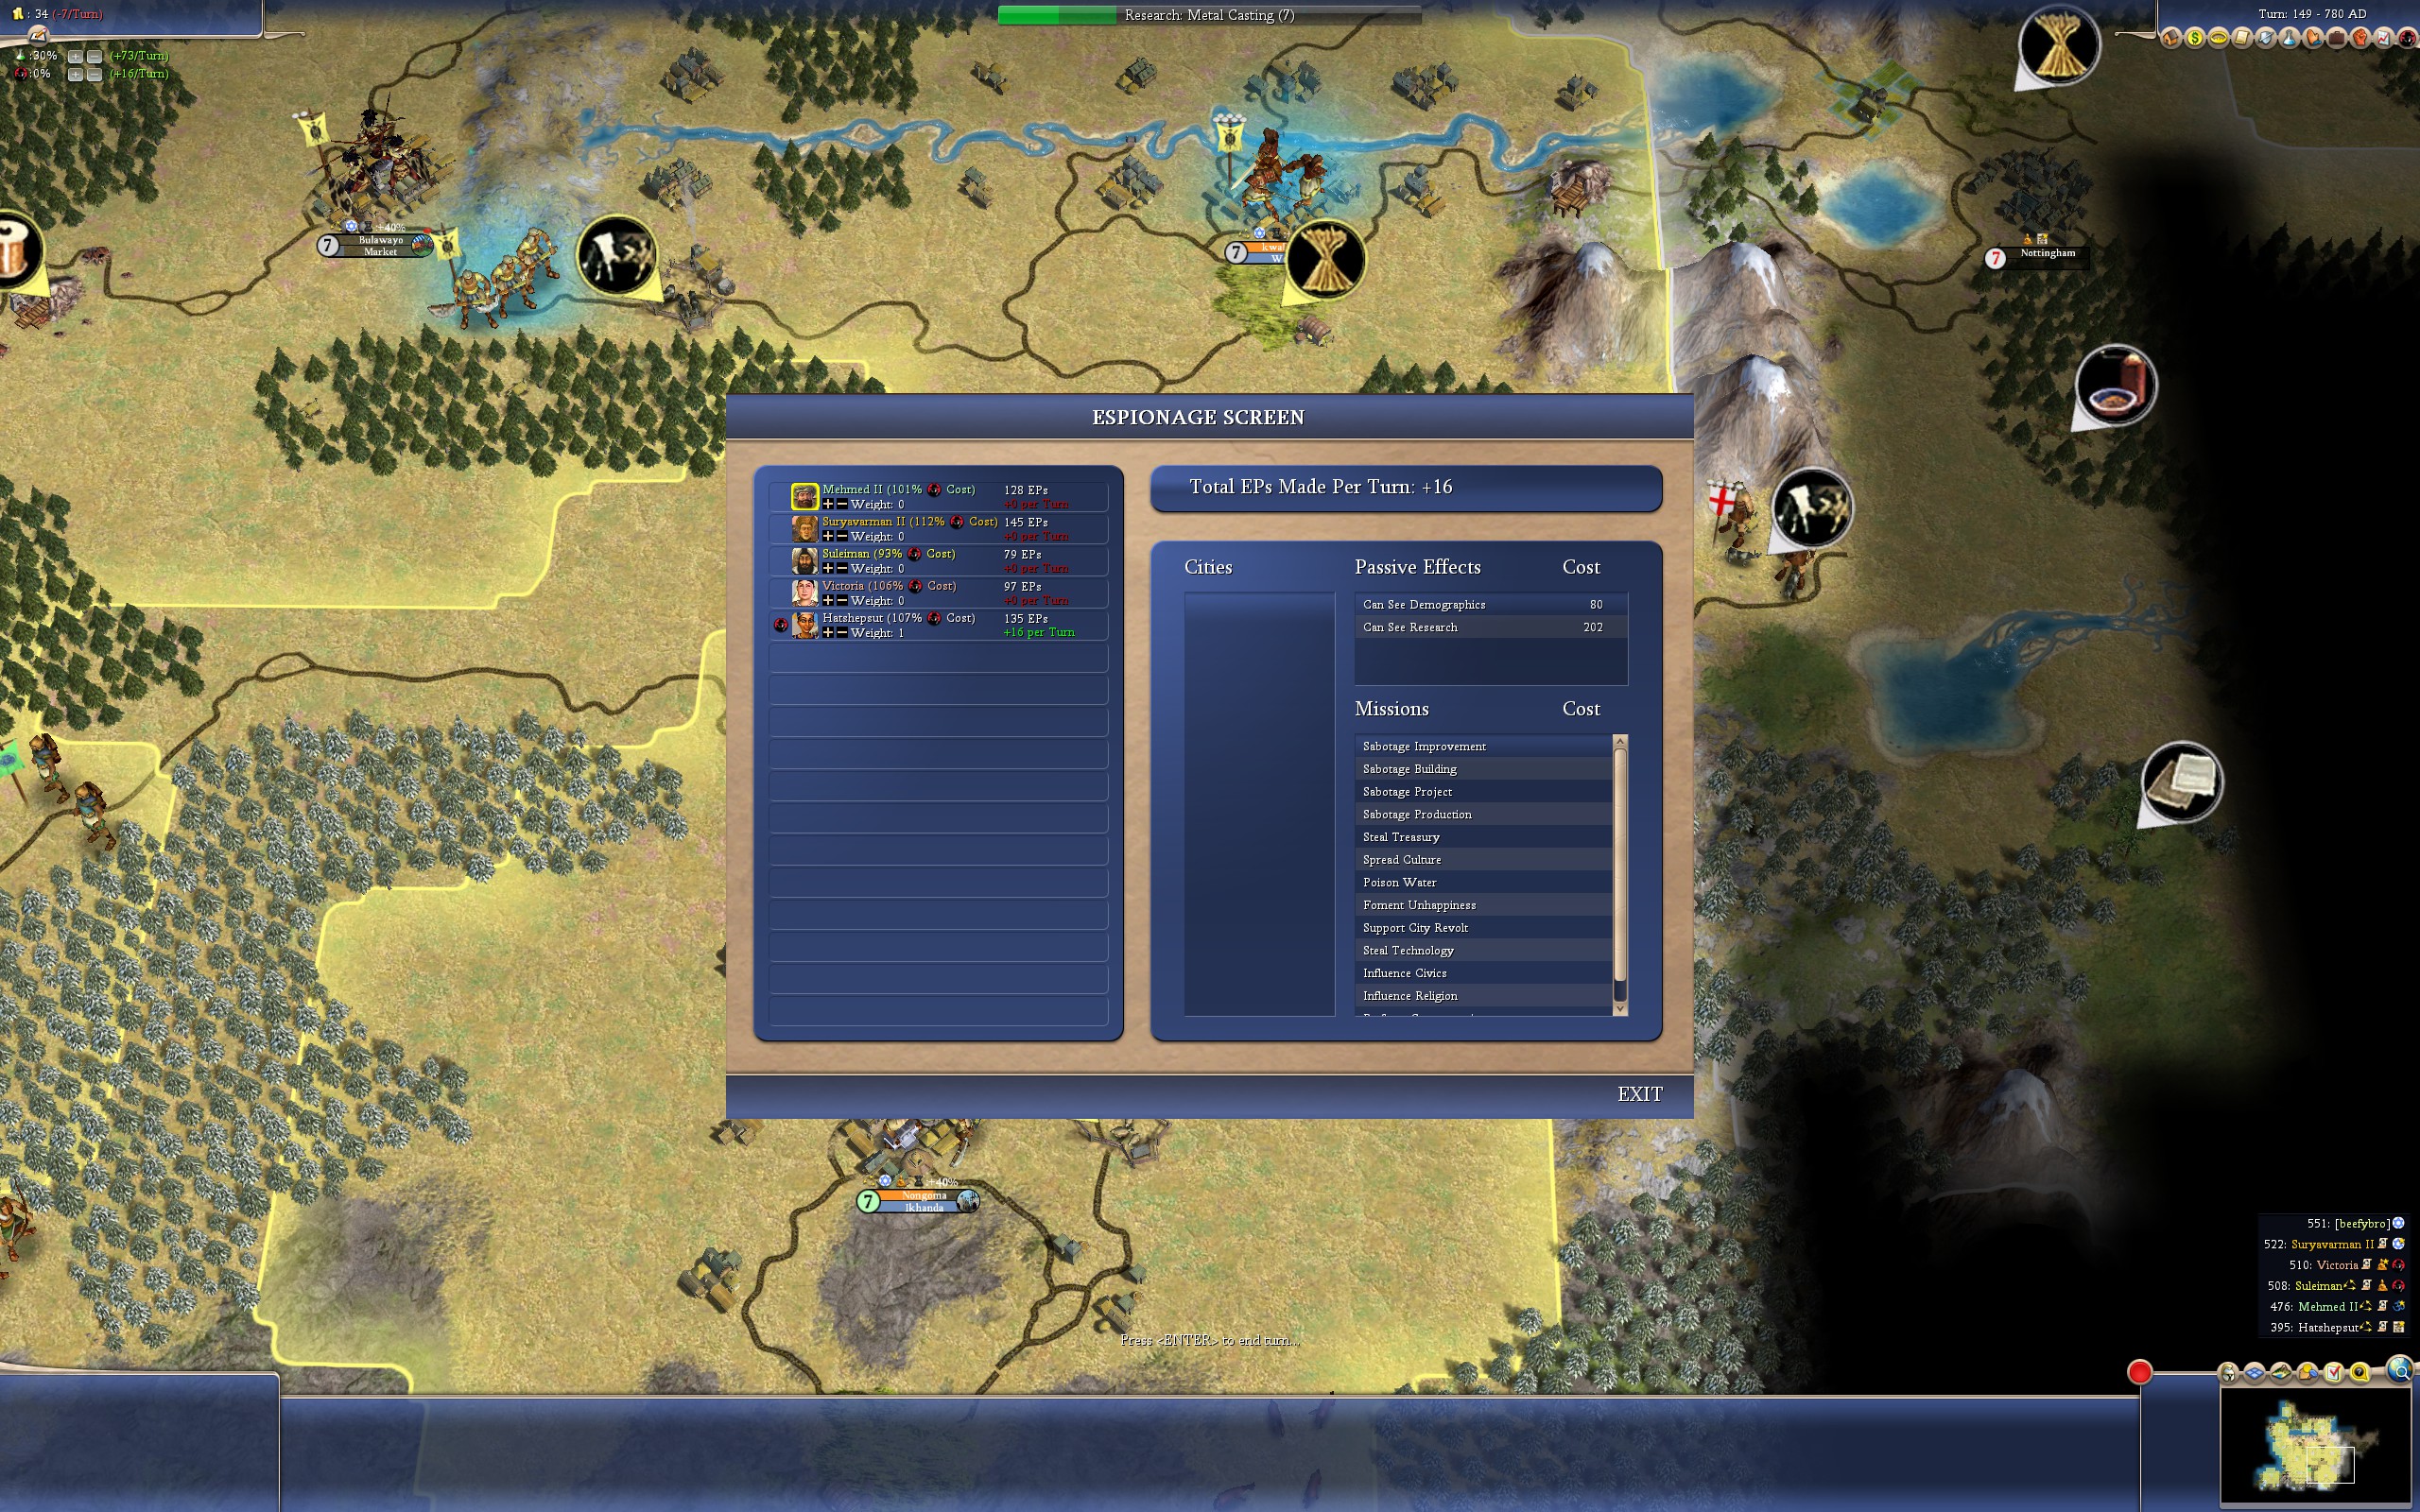 : 34 (-7/Turn)
Research: Metal Casting (7)
Turn: 149 - 780 AD
:30% (+73/Turn)
:0% (+16/Turn)
+40%
7 Bulawayo
Market
7
7 Nottingham
ESPIONAGE SCREEN
Mehmed II (101% Cost) 128 EPs
Weight: 0 +0 per Turn
Suryavarman II (112% Cost) 145 EPs
Weight: 0 +0 per Turn
Suleiman (93% Cost) 79 EPs
Weight: 0 +0 per Turn
Victoria (106% Cost) 97 EPs
Weight: 0 +0 per Turn
Hatshepsut (107% Cost) 135 EPs
Weight: 1 +16 per Turn
Total EPs Made Per Turn: +16
Cities
Passive Effects Cost
Can See Demographics 80
Can See Research 202
Missions Cost
Sabotage Improvement
Sabotage Building
Sabotage Project
Sabotage Production
Steal Treasury
Spread Culture
Poison Water
Foment Unhappiness
Support City Revolt
Steal Technology
Influence Civics
Influence Religion
EXIT
+40%
7 Nongoma
Ikhanda
551: [beefybro]
522: Suryavarman II
510: Victoria
508: Suleiman
476: Mehmed II
395: Hatshepsut
Press <ENTER> to end turn...